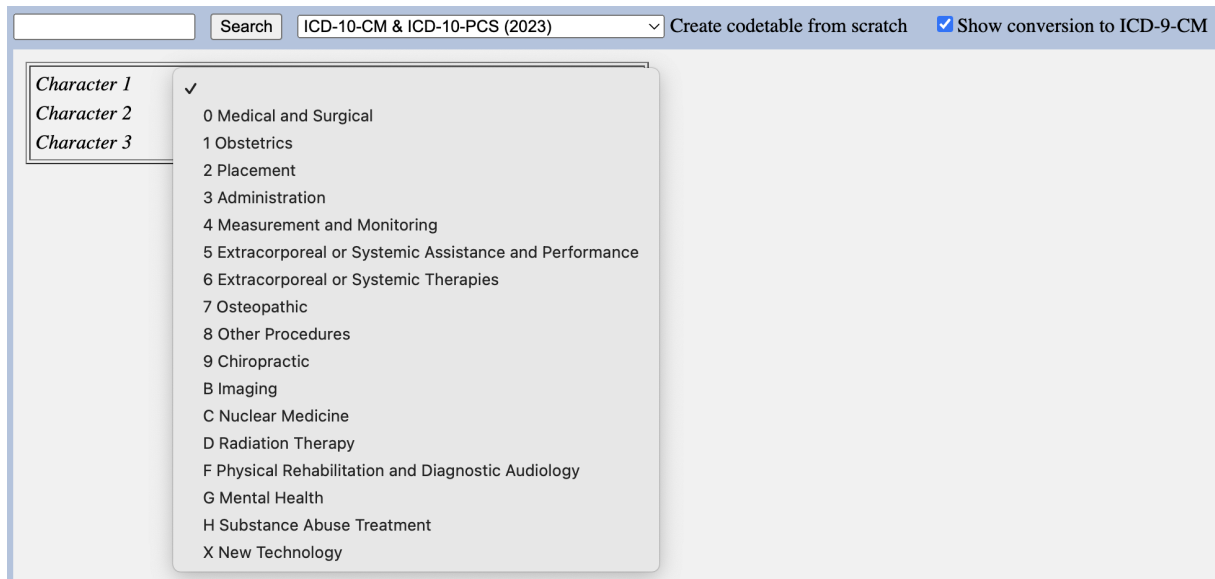 Search ICD-10-CM & ICD-10-PCS (2023) Create codetable from scratch Show conversion to ICD-9-CM
Character 1
Character 2
Character 3
0 Medical and Surgical
1 Obstetrics
2 Placement
3 Administration
4 Measurement and Monitoring
5 Extracorporeal or Systemic Assistance and Performance
6 Extracorporeal or Systemic Therapies
7 Osteopathic
8 Other Procedures
9 Chiropractic
B Imaging
C Nuclear Medicine
D Radiation Therapy
F Physical Rehabilitation and Diagnostic Audiology
G Mental Health
H Substance Abuse Treatment
X New Technology